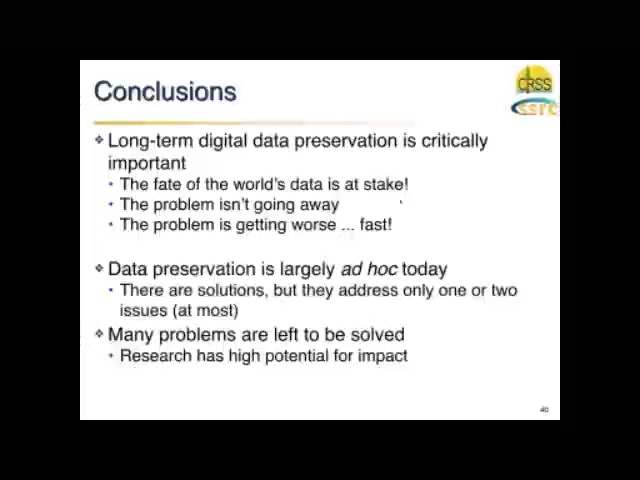 Conclusions
CRSS
ssrc
❖ Long-term digital data preservation is critically
important
• The fate of the world's data is at stake!
• The problem isn't going away
• The problem is getting worse ... fast!
❖ Data preservation is largely ad hoc today
• There are solutions, but they address only one or two
issues (at most)
❖ Many problems are left to be solved
• Research has high potential for impact
40